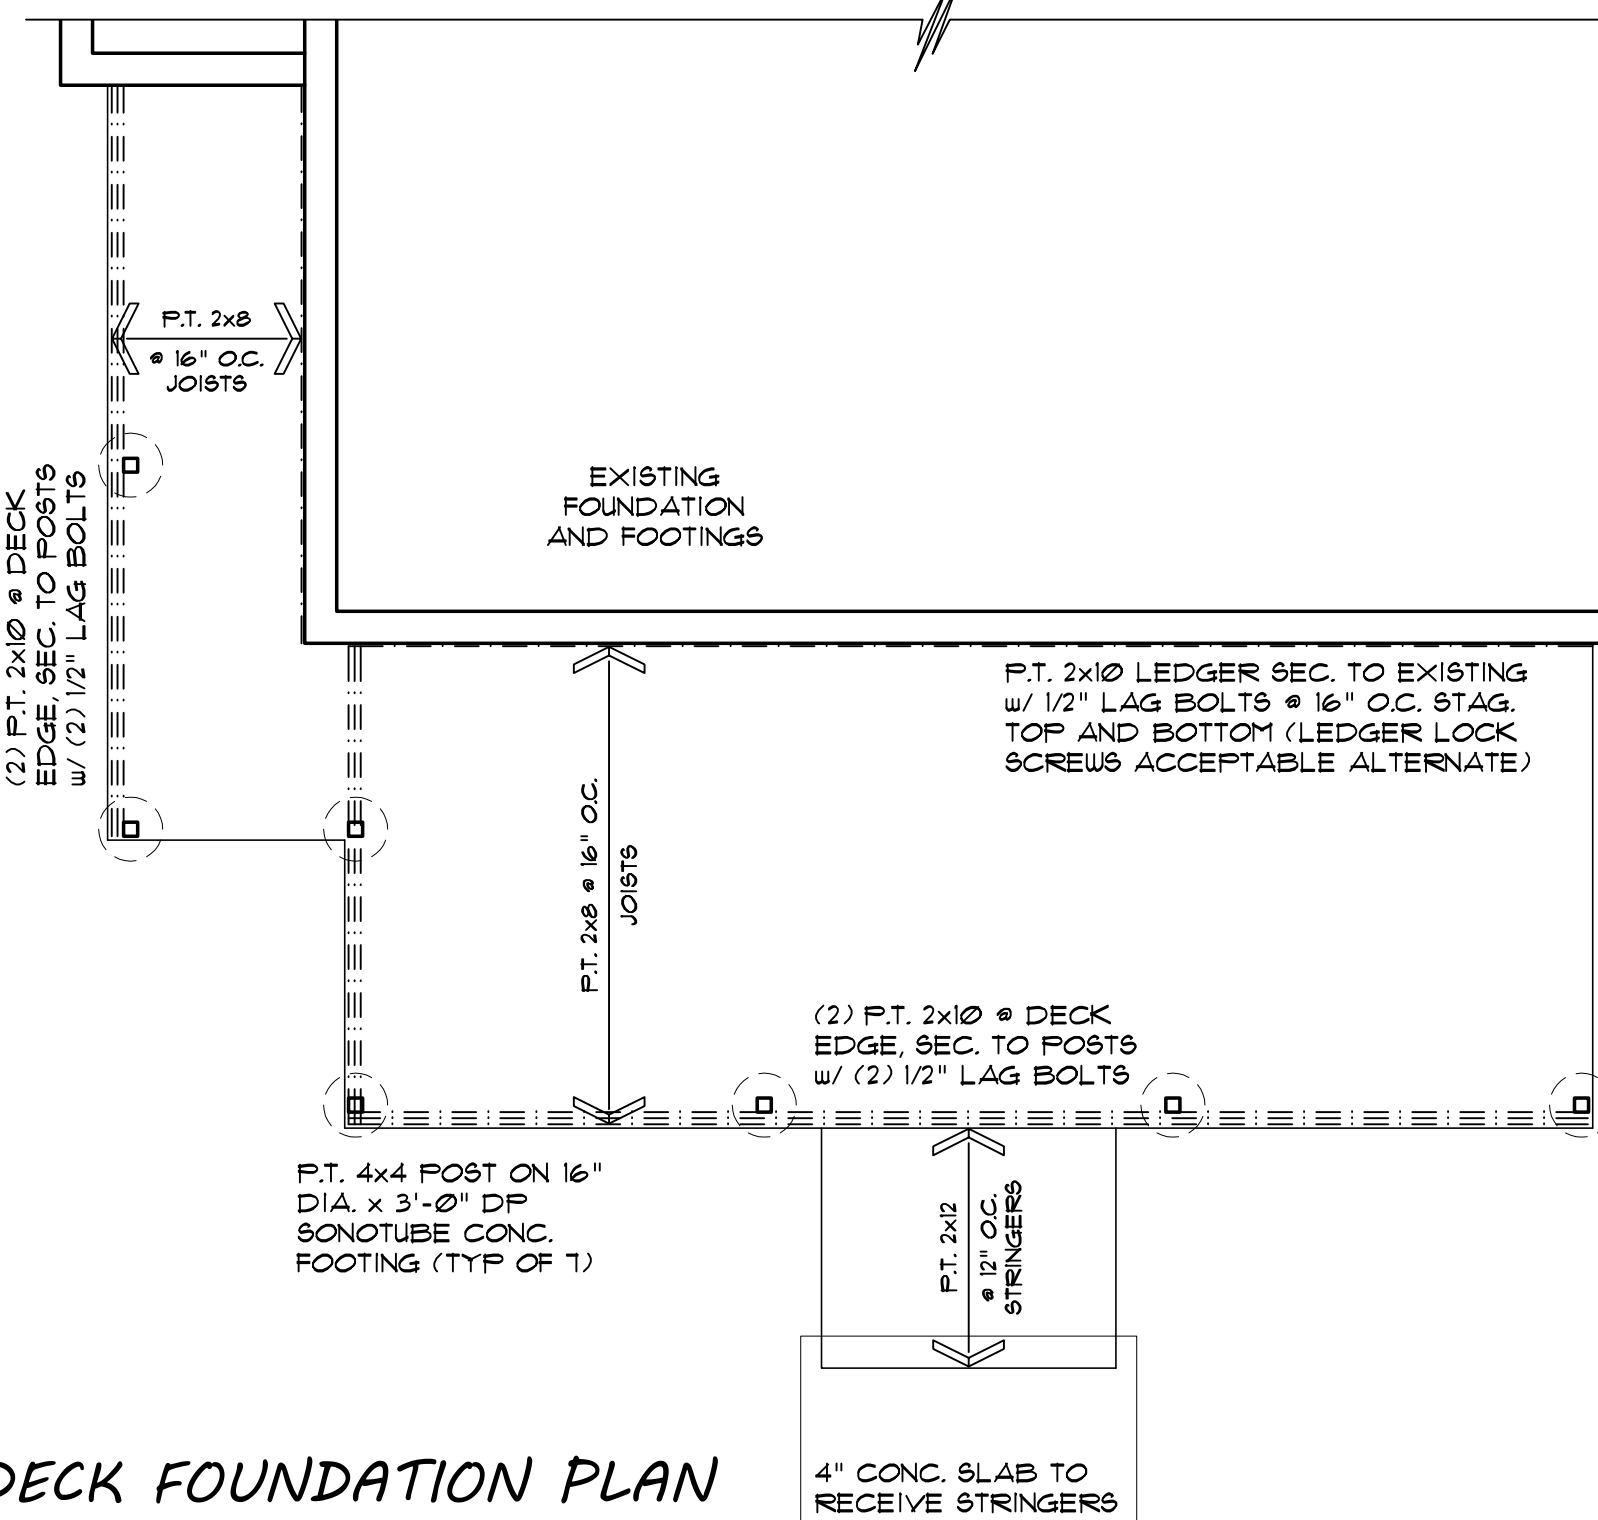 P.T. 2x8
@ 16" O.C.
JOISTS
(2) P.T. 2x10 @ DECK
EDGE, SEC. TO POSTS
w/ (2) 1/2" LAG BOLTS
EXISTING
FOUNDATION
AND FOOTINGS
P.T. 2x10 LEDGER SEC. TO EXISTING
w/ 1/2" LAG BOLTS @ 16" O.C. STAG.
TOP AND BOTTOM (LEDGER LOCK
SCREWS ACCEPTABLE ALTERNATE)
P.T. 2x8 @ 16" O.C.
JOISTS
(2) P.T. 2x10 @ DECK
EDGE, SEC. TO POSTS
w/ (2) 1/2" LAG BOLTS
P.T. 4x4 POST ON 16"
DIA. x 3'-0" DP
SONOTUBE CONC.
FOOTING (TYP OF 7)
P.T. 2x12
@ 12" O.C.
STRINGERS
DECK FOUNDATION PLAN
4" CONC. SLAB TO
RECEIVE STRINGERS